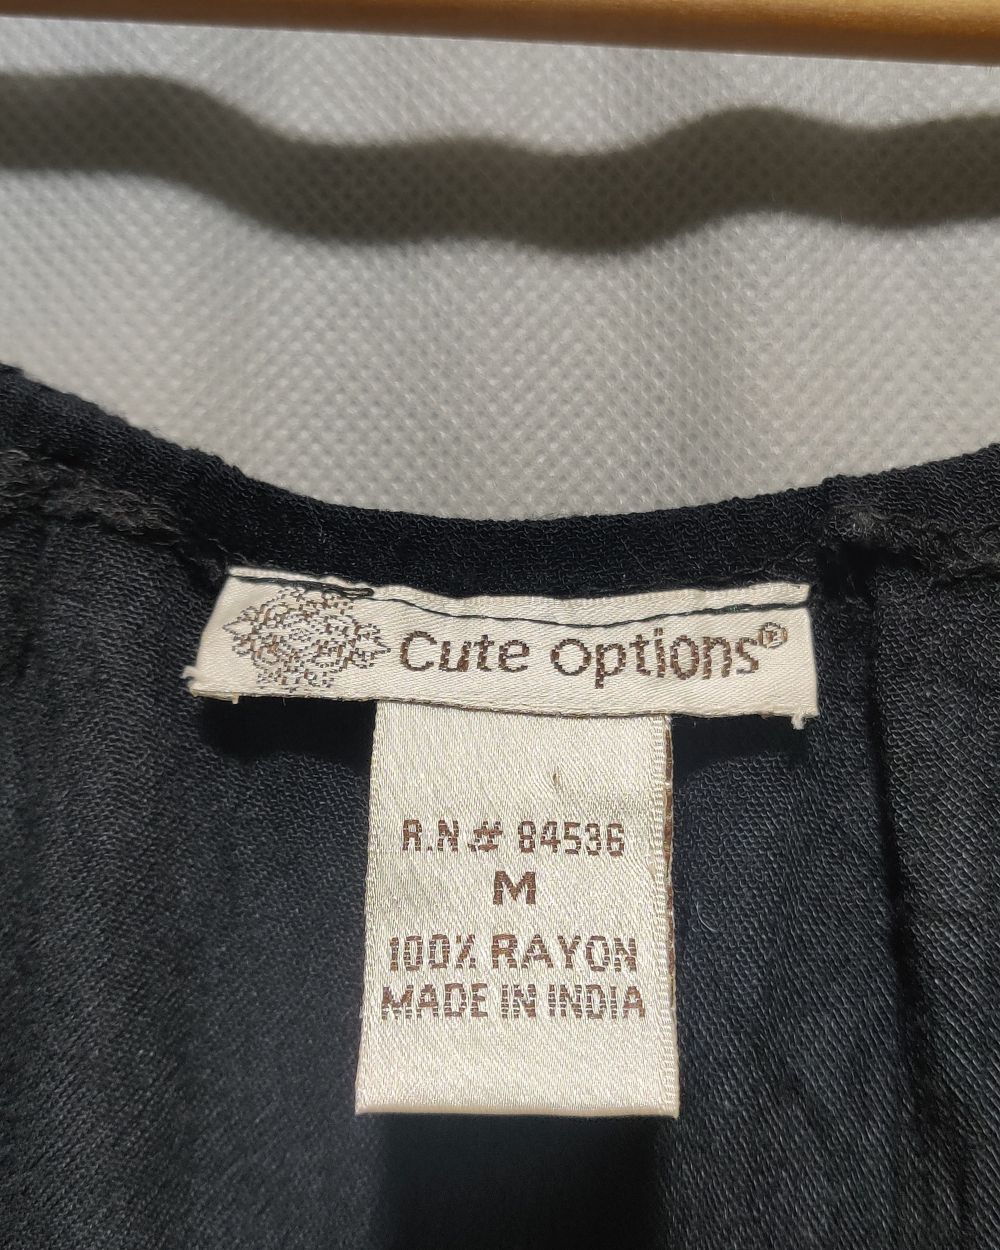 Cute Options®
R.N # 84536
M
100% RAYON
MADE IN INDIA